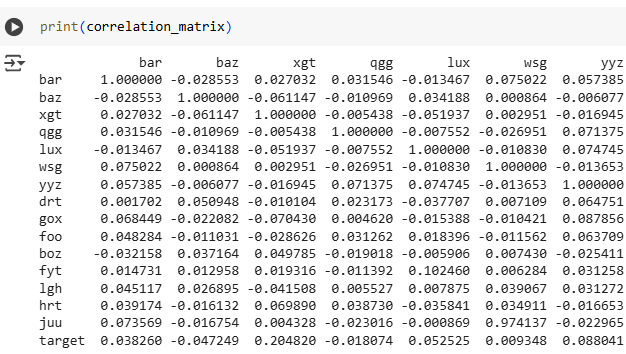 print(correlation_matrix)
bar baz xgt qgg lux wsg yyz
bar 1.000000 -0.028553 0.027032 0.031546 -0.013467 0.075022 0.057385
baz -0.028553 1.000000 -0.061147 -0.010969 0.034188 0.000864 -0.006077
xgt 0.027032 -0.061147 1.000000 -0.005438 -0.051937 0.002951 -0.016945
qgg 0.031546 -0.010969 -0.005438 1.000000 -0.007552 -0.026951 0.071375
lux -0.013467 0.034188 -0.051937 -0.007552 1.000000 -0.010830 0.074745
wsg 0.075022 0.000864 0.002951 -0.026951 -0.010830 1.000000 -0.013653
yyz 0.057385 -0.006077 -0.016945 0.071375 0.074745 -0.013653 1.000000
drt 0.001702 0.050948 -0.010104 0.023173 -0.037707 0.007109 0.064751
gox 0.068449 -0.022082 -0.070430 0.004620 -0.015388 -0.010421 0.087856
foo 0.048284 -0.011031 -0.028626 0.031262 0.018396 -0.011562 0.063709
boz -0.032158 0.037164 0.049785 -0.019018 -0.005906 0.007430 -0.025411
fyt 0.014731 0.012958 0.019316 -0.011392 0.102460 0.006284 0.031258
lgh 0.045117 0.026895 -0.041508 0.005527 0.007875 0.039067 0.031272
hrt 0.039174 -0.016132 0.069890 0.038730 -0.035841 0.034911 -0.016653
juu 0.073569 -0.016754 0.004328 -0.023016 -0.000869 0.974137 -0.022965
target 0.038260 -0.047249 0.204820 -0.018074 0.052525 0.009348 0.088041